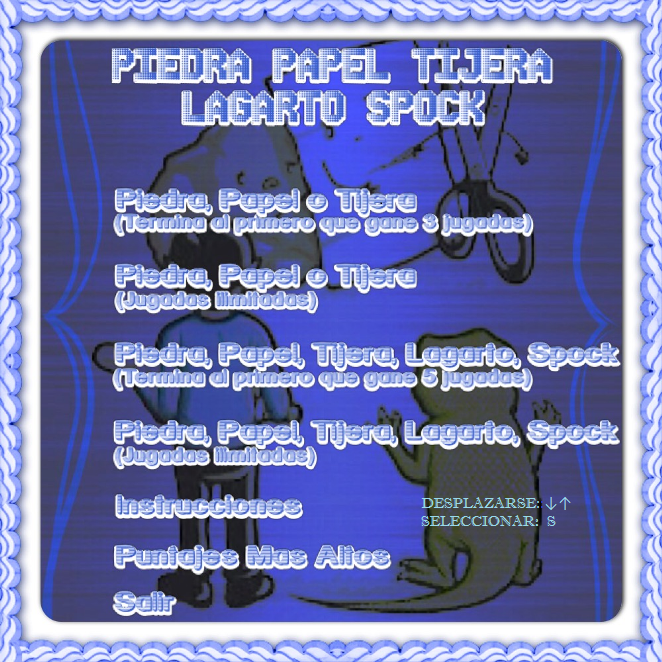 PIEDRA PAPEL TIJERA
LAGARTO SPOCK
Piedra, Papel o Tijera
(Termina al primero que gane 3 jugadas)
Piedra, Papel o Tijera
(Jugadas ilimitadas)
Piedra, Papel, Tijera, Lagarto, Spock
(Termina al primero que gane 5 jugadas)
Piedra, Papel, Tijera, Lagarto, Spock
(Jugadas ilimitadas)
Instrucciones
DESPLAZARSE: ↓↑
SELECCIONAR: S
Puntajes Mas Altos
Salir